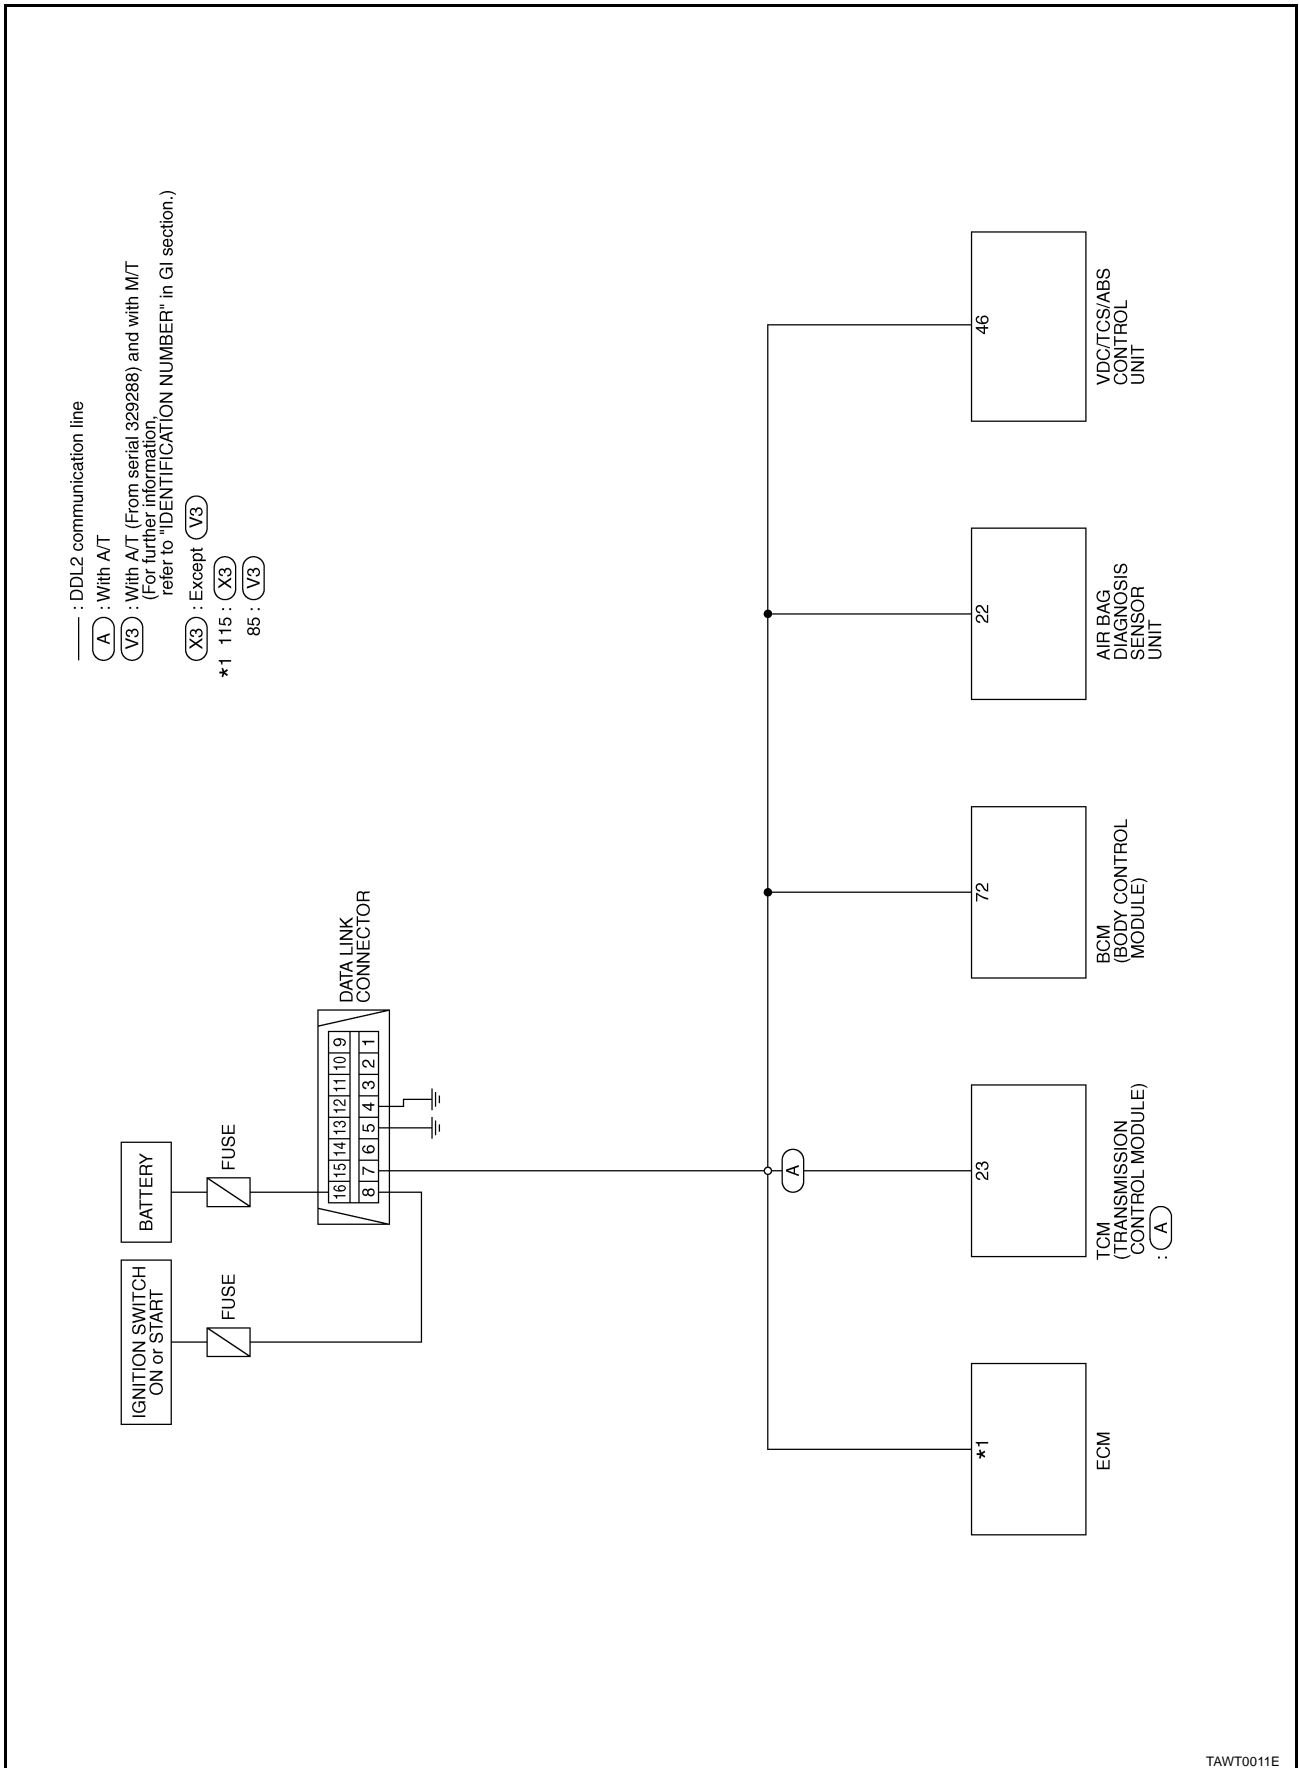 : DDL2 communication line
A : With A/T
V3 : With A/T (From serial 329288) and with M/T
(For further information,
refer to "IDENTIFICATION NUMBER" in GI section.)
X3 : Except V3
*1 115 : X3
85 : V3
IGNITION SWITCH
ON or START
BATTERY
FUSE
FUSE
DATA LINK
CONNECTOR
16 15 14 13 12 11 10 9
8 7 6 5 4 3 2 1
A
*1
23
72
22
46
ECM
TCM
(TRANSMISSION
CONTROL MODULE)
: A
BCM
(BODY CONTROL
MODULE)
AIR BAG
DIAGNOSIS
SENSOR
UNIT
VDC/TCS/ABS
CONTROL
UNIT
TAWT0011E